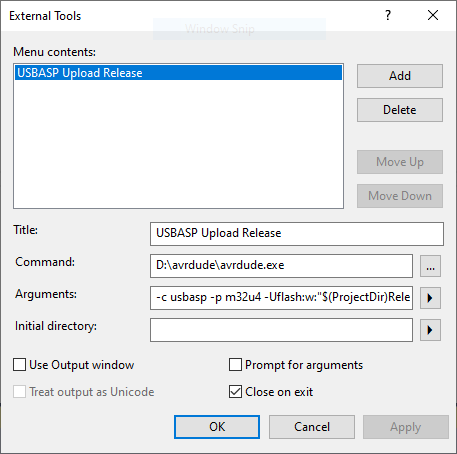 External Tools
?
Window Snip
Menu contents:
USBASP Upload Release
Add
Delete
Move Up
Move Down
Title:
USBASP Upload Release
Command:
D:\avrdude\avrdude.exe
...
Arguments:
-c usbasp -p m32u4 -Uflash:w:"$(ProjectDir)Rele
Initial directory:
Use Output window
Prompt for arguments
Treat output as Unicode
Close on exit
OK
Cancel
Apply